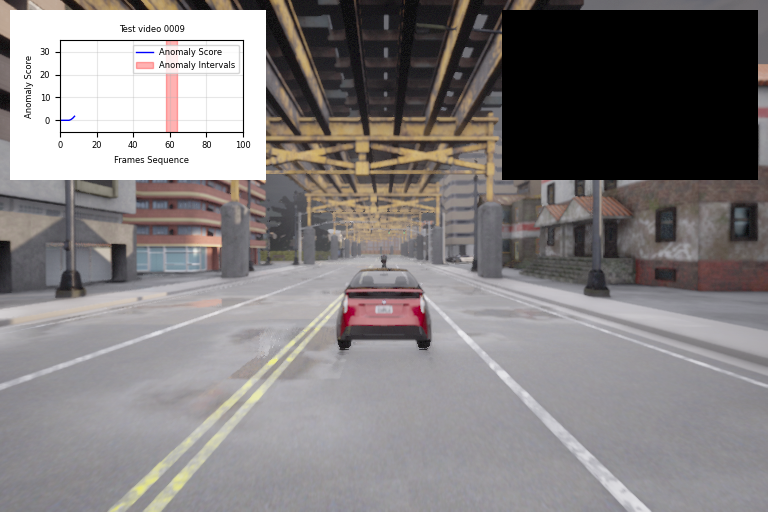 Test video 0009
Anomaly Score
Anomaly Intervals
Anomaly Score
30
20
10
0
0 20 40 60 80 100
Frames Sequence